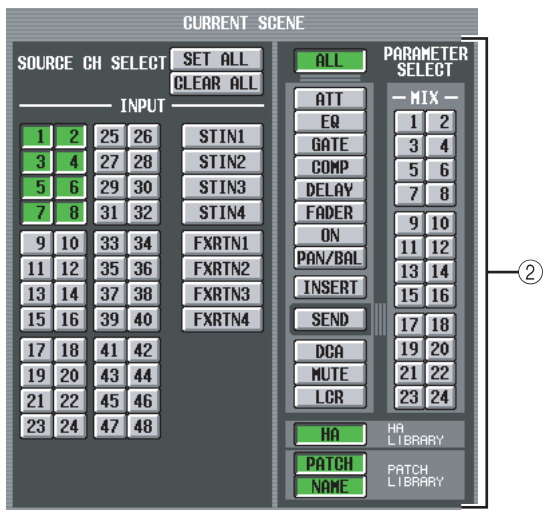 CURRENT SCENE
SOURCE CH SELECT
SET ALL
CLEAR ALL
INPUT
1 2 25 26 STIN1
3 4 27 28 STIN2
5 6 29 30 STIN3
7 8 31 32 STIN4
9 10 33 34 FXRTN1
11 12 35 36 FXRTN2
13 14 37 38 FXRTN3
15 16 39 40 FXRTN4
17 18 41 42
19 20 43 44
21 22 45 46
23 24 47 48
ALL
PARAMETER
SELECT
ATT
EQ
GATE
COMP
DELAY
FADER
ON
PAN/BAL
INSERT
SEND
DCA
MUTE
LCR
MIX
1 2
3 4
5 6
7 8
9 10
11 12
13 14
15 16
17 18
19 20
21 22
23 24
HA
HA
LIBRARY
PATCH
NAME
PATCH
LIBRARY
2